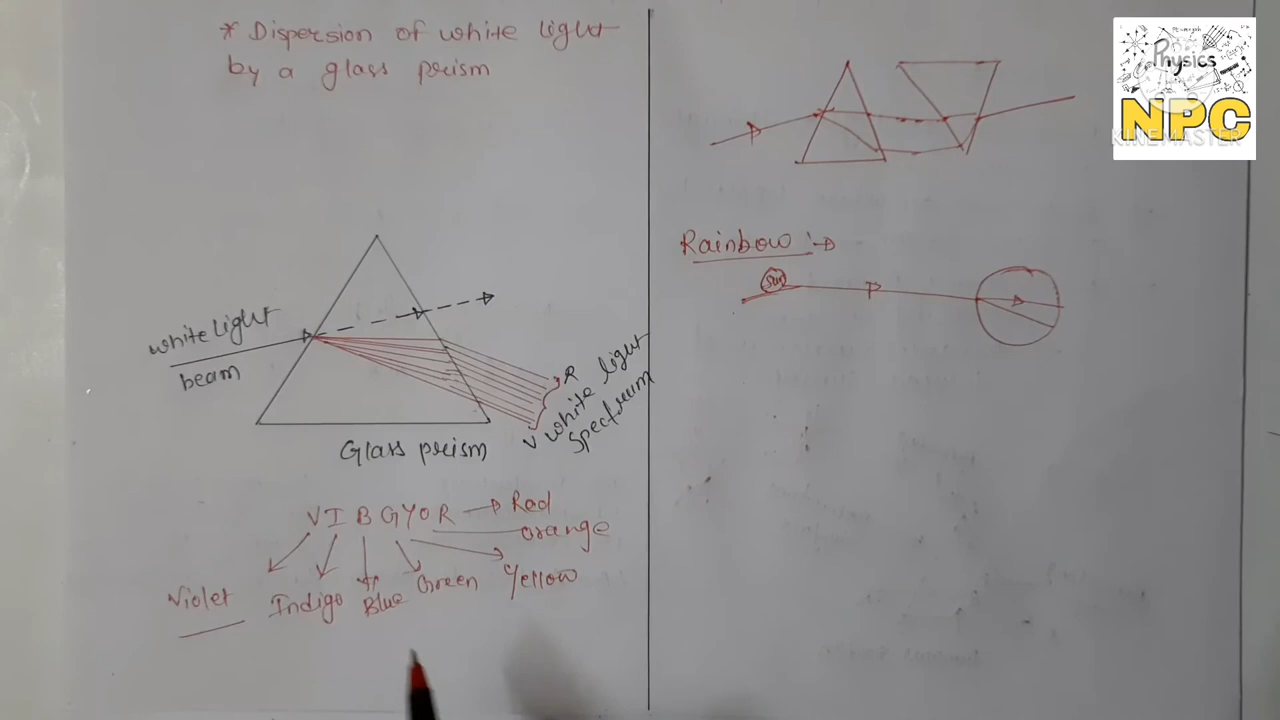 * Dispersion of white light
by a glass prism
white light
beam
R
V white light
spectrum
Glass prism
V I B G Y O R → Red
orange
Violet
Indigo
Blue
Green
Yellow
Rainbow :→
Sun
Physics
NPC
KINEMASTER